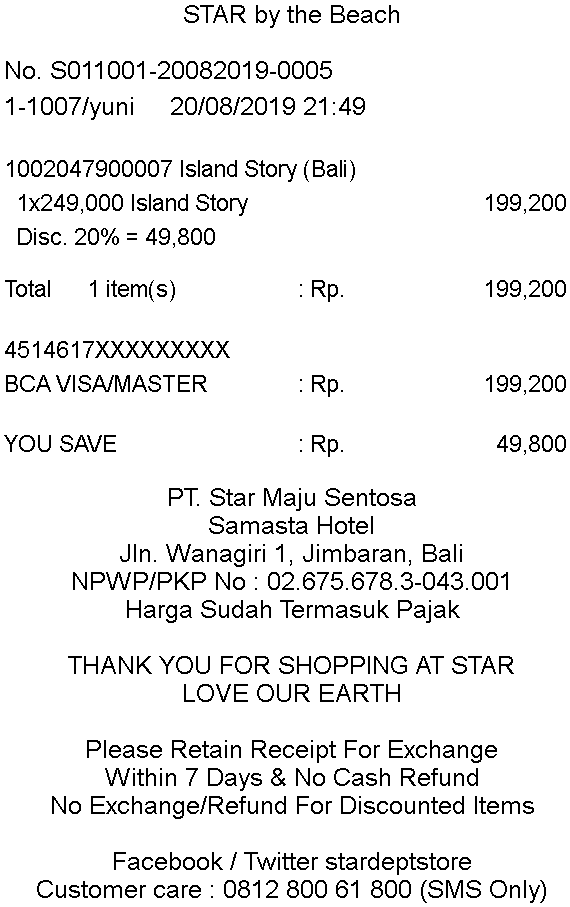 STAR by the Beach
No. S011001-20082019-0005
1-1007/yuni 20/08/2019 21:49
1002047900007 Island Story (Bali)
1x249,000 Island Story 199,200
Disc. 20% = 49,800
Total 1 item(s) : Rp. 199,200
4514617XXXXXXXXX
BCA VISA/MASTER : Rp. 199,200
YOU SAVE : Rp. 49,800
PT. Star Maju Sentosa
Samasta Hotel
Jln. Wanagiri 1, Jimbaran, Bali
NPWP/PKP No : 02.675.678.3-043.001
Harga Sudah Termasuk Pajak
THANK YOU FOR SHOPPING AT STAR
LOVE OUR EARTH
Please Retain Receipt For Exchange
Within 7 Days & No Cash Refund
No Exchange/Refund For Discounted Items
Facebook / Twitter stardeptstore
Customer care : 0812 800 61 800 (SMS Only)